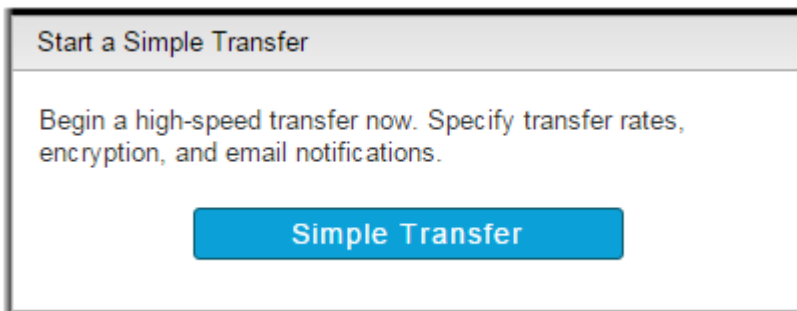 Start a Simple Transfer
Begin a high-speed transfer now. Specify transfer rates,
encryption, and email notifications.
Simple Transfer